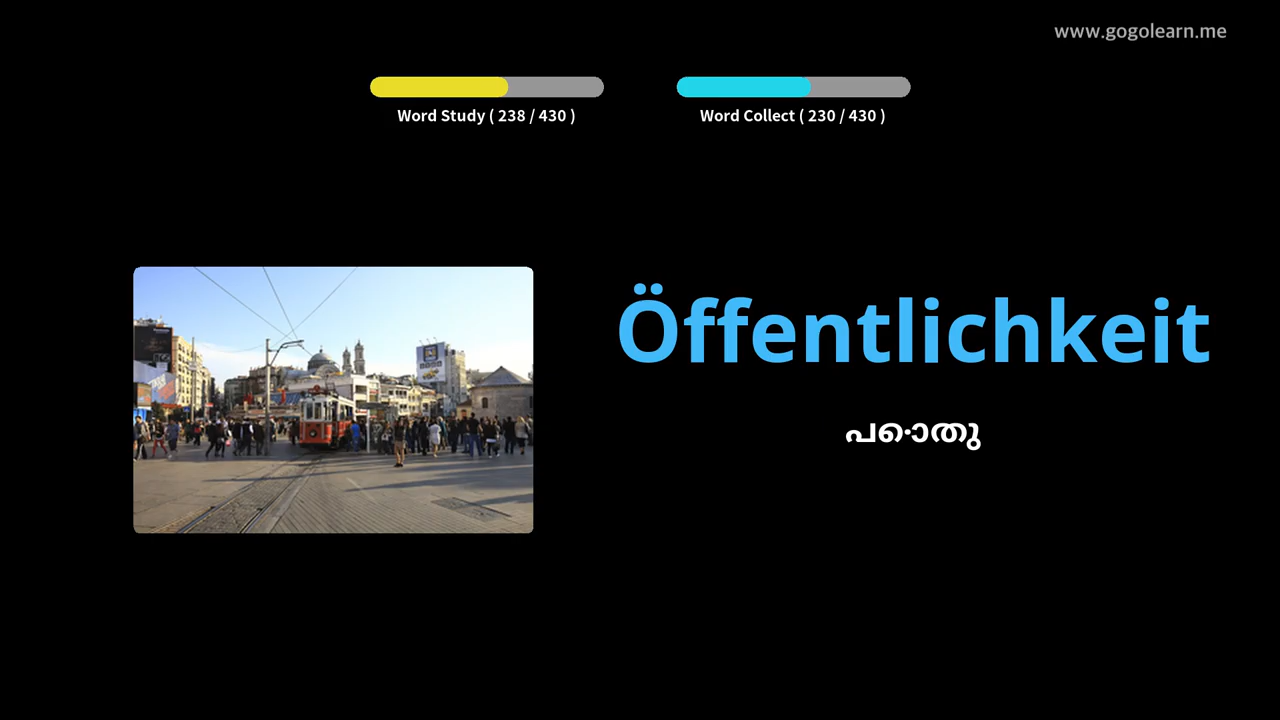 www.gogolearn.me
Word Study ( 238 / 430 )
Word Collect ( 230 / 430 )
Öffentlichkeit
പൊതു